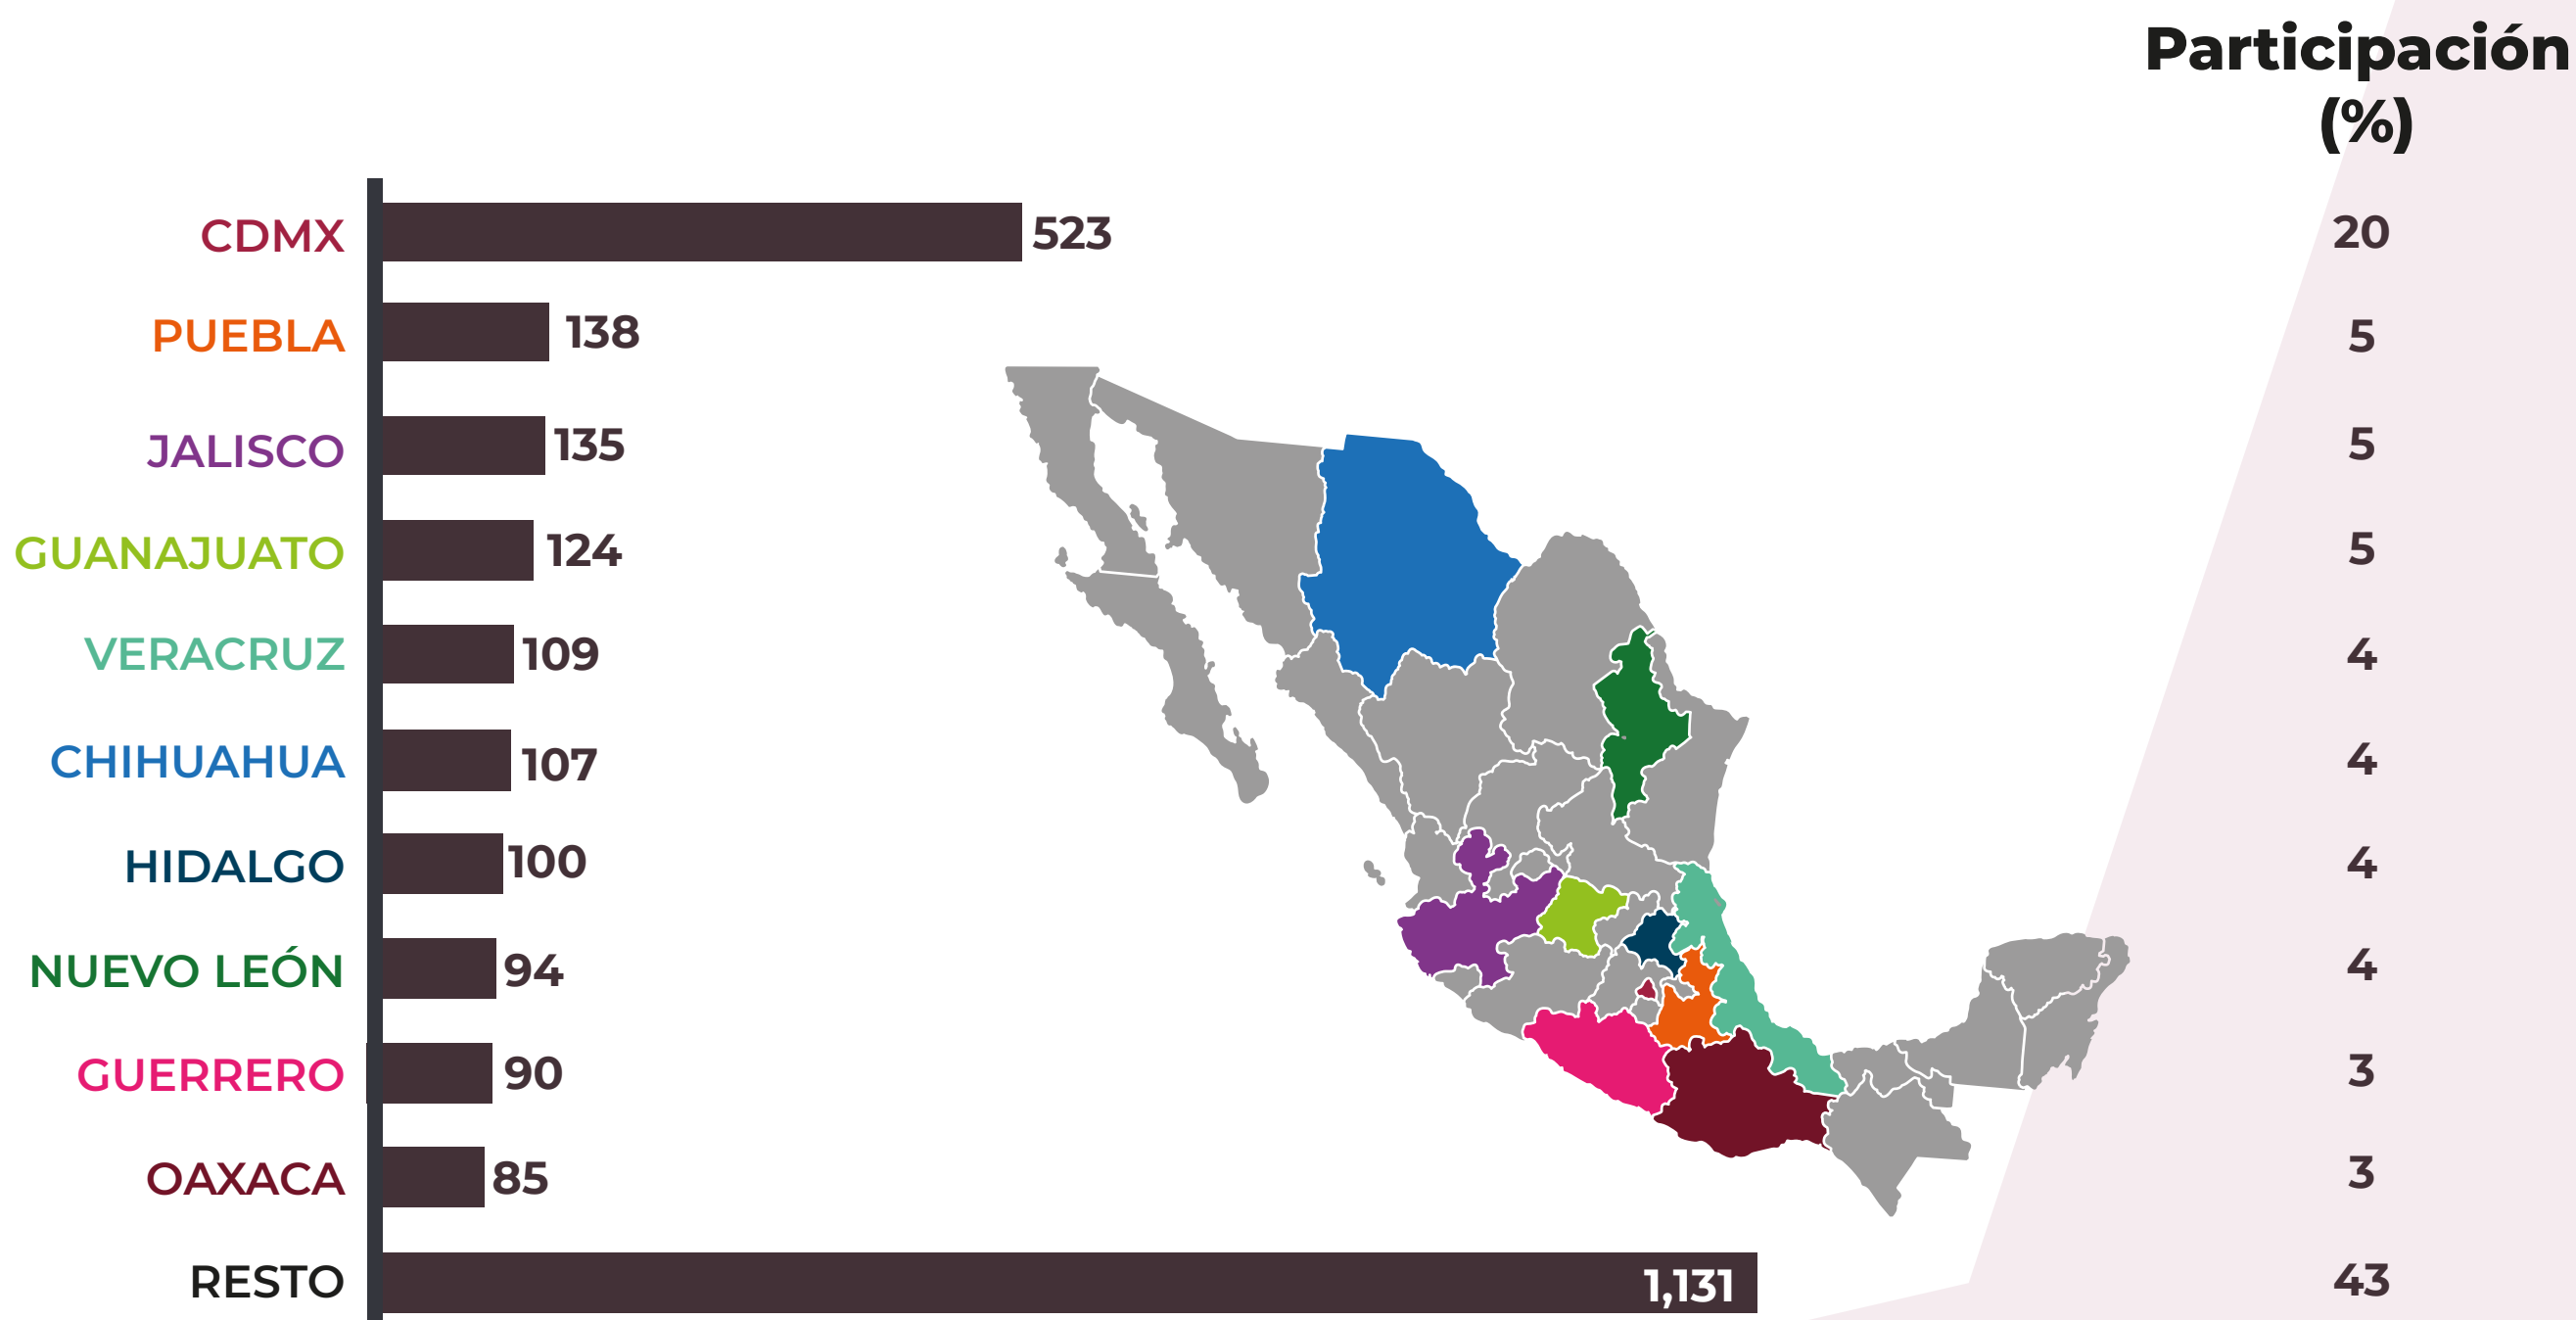 Participación
(%)
CDMX 523 20
PUEBLA 138 5
JALISCO 135 5
GUANAJUATO 124 5
VERACRUZ 109 4
CHIHUAHUA 107 4
HIDALGO 100 4
NUEVO LEÓN 94 4
GUERRERO 90 3
OAXACA 85 3
RESTO 1,131 43